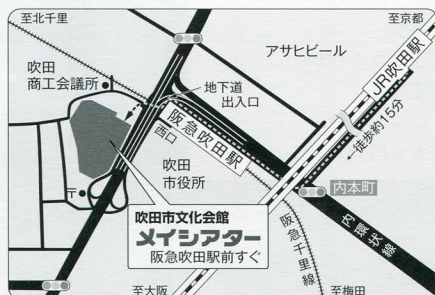 至北千里
至京都
アサヒビール
吹田
商工会議所
地下道
出入口
JR吹田駅
←徒歩約15分
阪急吹田駅
西口
吹田
市役所
〒
内本町
吹田市文化会館
メイシアター
阪急吹田駅前すぐ
阪急千里線
内環状線
至大阪
至梅田